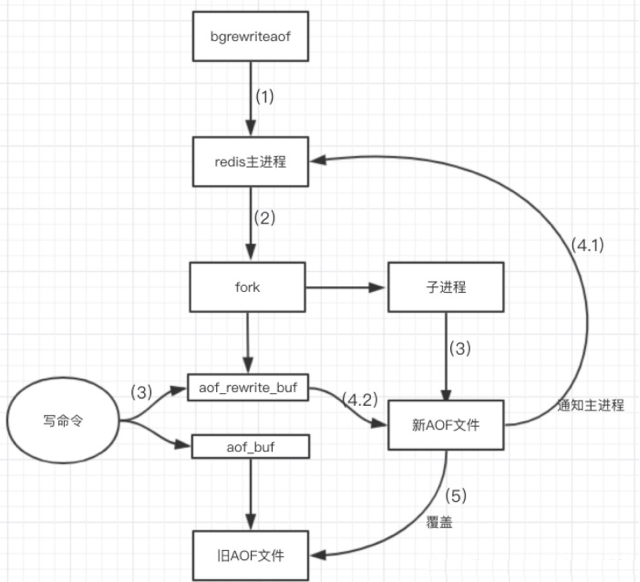 bgrewriteaof
(1)
redis主进程
(2)
(4.1)
fork
子进程
(3)
(3)
aof_rewrite_buf
(4.2)
写命令
通知主进程
新AOF文件
aof_buf
(5)
覆盖
旧AOF文件